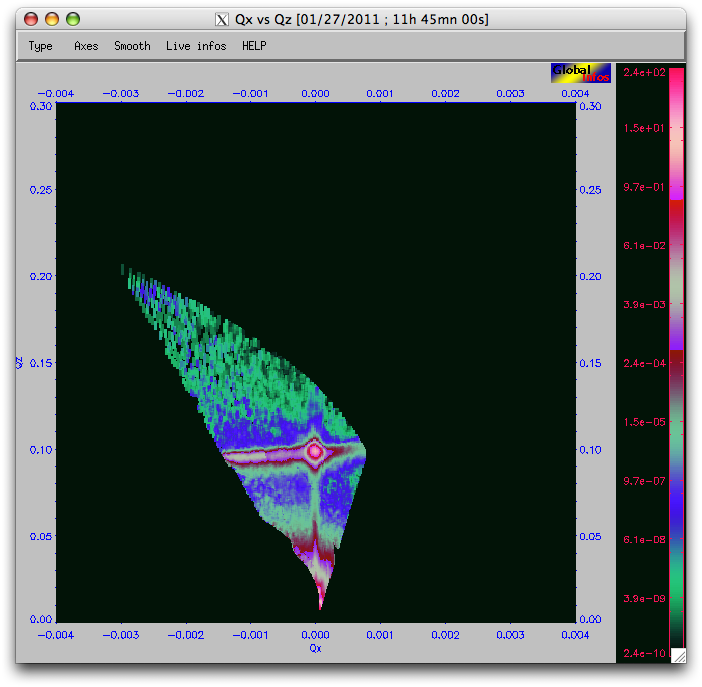 X Qx vs Qz [01/27/2011 ; 11h 45mn 00s]
Type Axes Smooth Live infos HELP
Global
Infos
−0.004 −0.003 −0.002 −0.001 0.000 0.001 0.002 0.003 0.004
0.30 0.30
0.25 0.25
0.20 0.20
0.15 0.15
Qz
0.10 0.10
0.05 0.05
0.00 0.00
−0.004 −0.003 −0.002 −0.001 0.000 0.001 0.002 0.003 0.004
Qx
2.4e+02
1.5e+01
9.7e-01
6.1e-02
3.9e-03
2.4e-04
1.5e-05
9.7e-07
6.1e-08
3.9e-09
2.4e-10